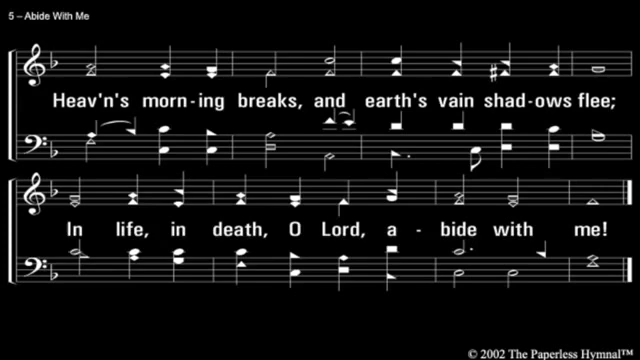 5 – Abide With Me
Heav'n's morn-ing breaks, and earth's vain shad-ows flee;
In life, in death, O Lord, a - bide with me!
© 2002 The Paperless Hymnal™